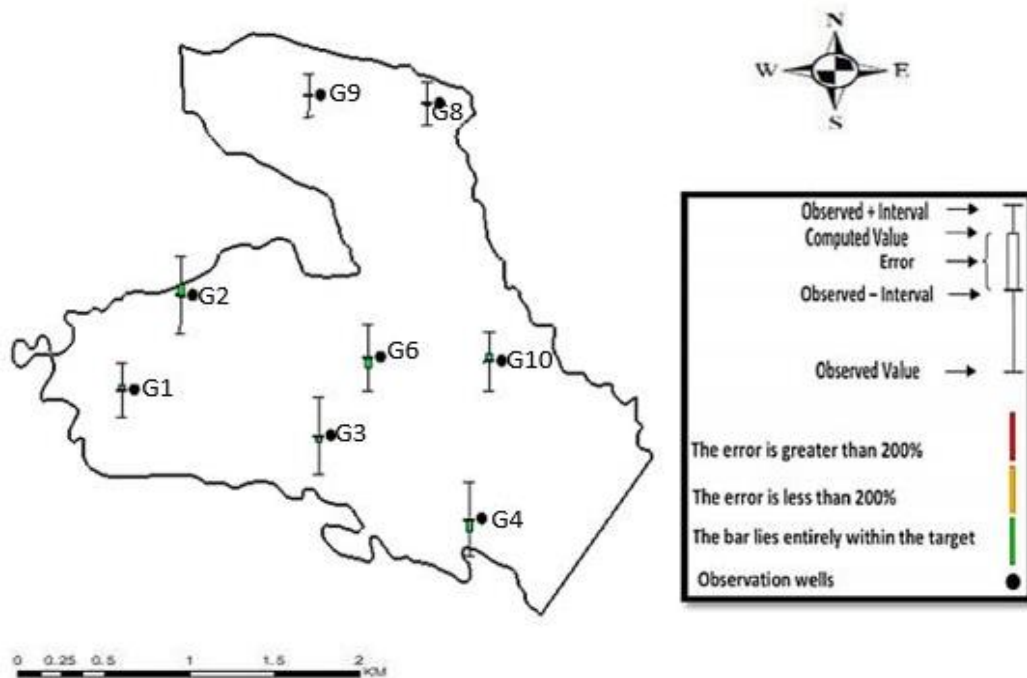 N
W E
S
G9
G8
G2
G6
G10
G1
G3
G4
Observed + Interval
Computed Value
Error
Observed – Interval
Observed Value
The error is greater than 200%
The error is less than 200%
The bar lies entirely within the target
Observation wells
0 0.25 0.5 1 1.5 2
KM